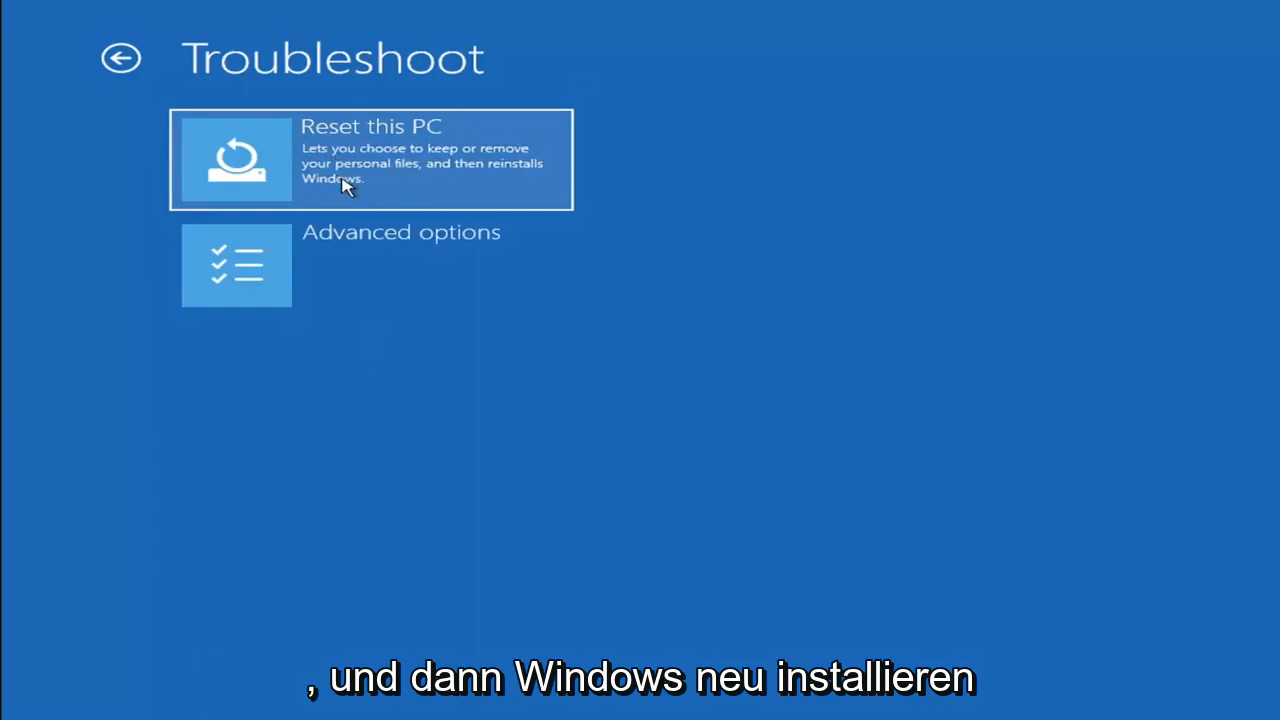 Troubleshoot
Reset this PC
Lets you choose to keep or remove
your personal files, and then reinstalls
Windows.
Advanced options
, und dann Windows neu installieren